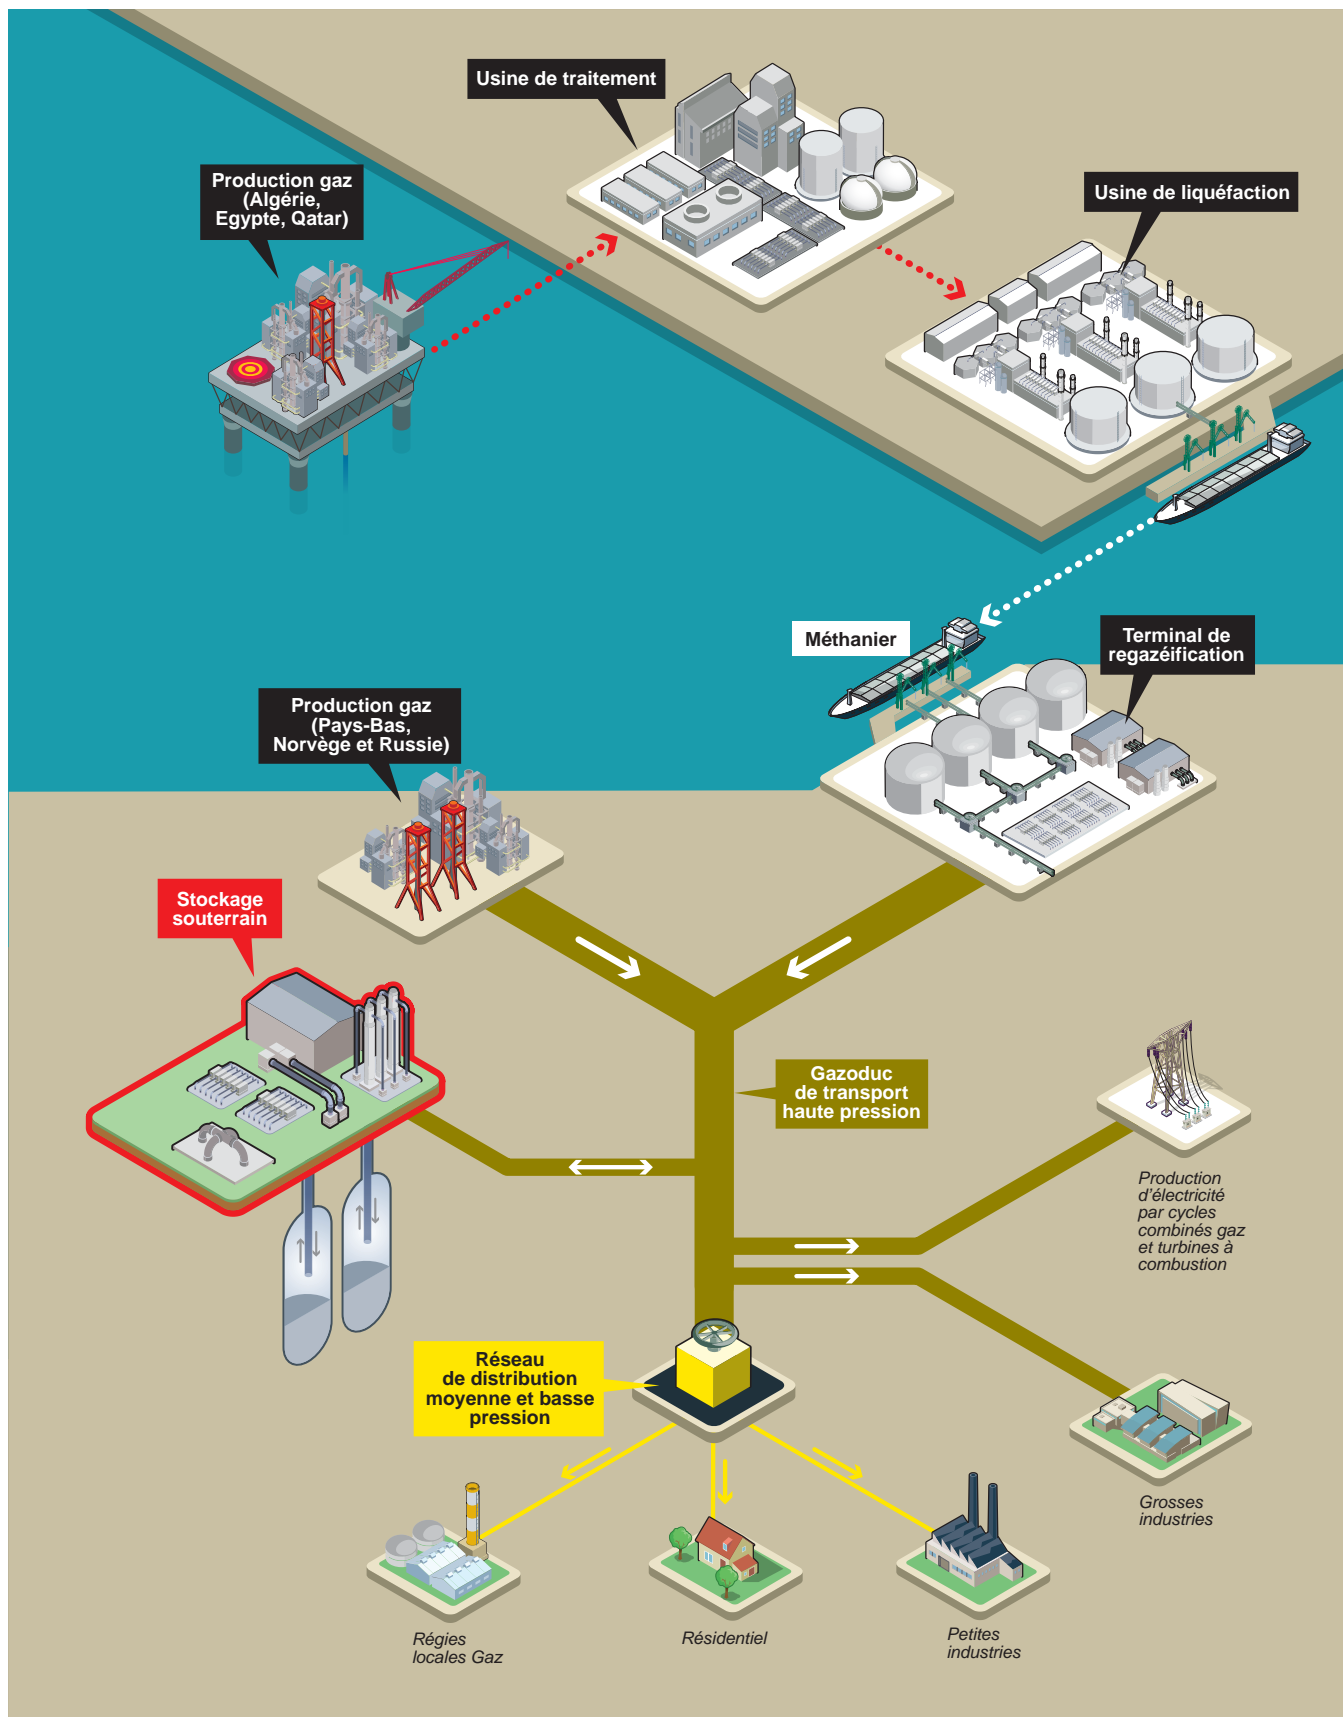 Usine de traitement
Production gaz
(Algérie,
Egypte, Qatar)
Usine de liquéfaction
Méthanier
Terminal de
regazéification
Production gaz
(Pays-Bas,
Norvège et Russie)
Stockage
souterrain
Gazoduc
de transport
haute pression
Production
d’électricité
par cycles
combinés gaz
et turbines à
combustion
Réseau
de distribution
moyenne et basse
pression
Grosses
industries
Régies
locales Gaz
Résidentiel
Petites
industries